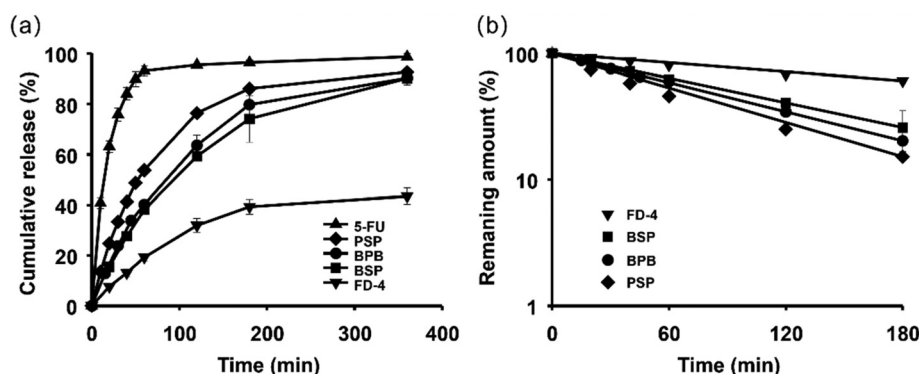 (a)
Cumulative release (%)
100
80
60
40
20
0
0 100 200 300 400
Time (min)
5-FU
PSP
BPB
BSP
FD-4
(b)
Remaning amount (%)
100
10
1
0 60 120 180
Time (min)
FD-4
BSP
BPB
PSP